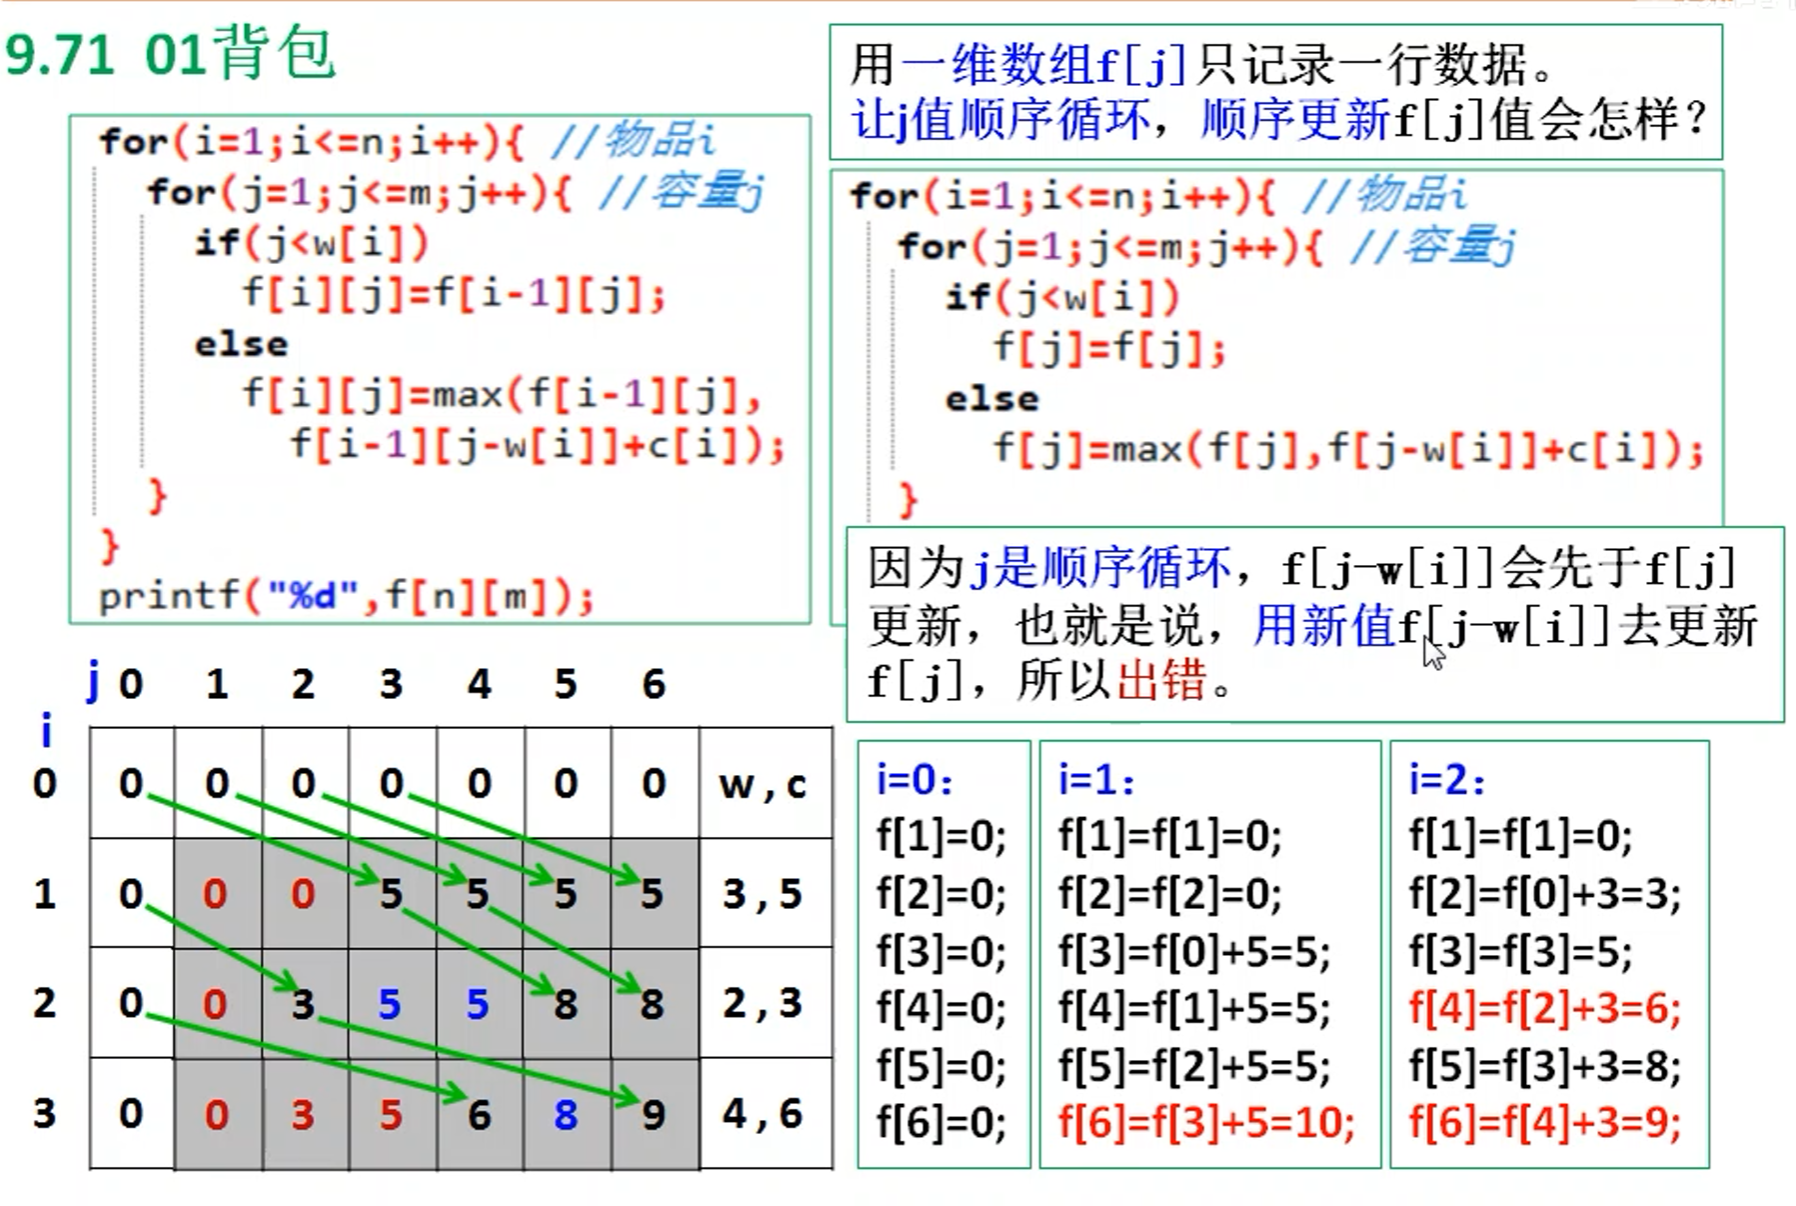 9.71 01背包
for(i=1;i<=n;i++){ //物品i
for(j=1;j<=m;j++){ //容量j
if(j<w[i])
f[i][j]=f[i-1][j];
else
f[i][j]=max(f[i-1][j],
f[i-1][j-w[i]]+c[i]);
}
}
printf("%d",f[n][m]);
用一维数组f[j]只记录一行数据。
让j值顺序循环，顺序更新f[j]值会怎样？
for(i=1;i<=n;i++){ //物品i
for(j=1;j<=m;j++){ //容量j
if(j<w[i])
f[j]=f[j];
else
f[j]=max(f[j],f[j-w[i]]+c[i]);
}
因为j是顺序循环，f[j-w[i]]会先于f[j]
更新，也就是说，用新值f[j-w[i]]去更新
f[j]，所以出错。
j 0 1 2 3 4 5 6
i
0 0 0 0 0 0 0 0 w,c
1 0 0 0 5 5 5 5 3,5
2 0 0 3 5 5 8 8 2,3
3 0 0 3 5 6 8 9 4,6
i=0：
f[1]=0;
f[2]=0;
f[3]=0;
f[4]=0;
f[5]=0;
f[6]=0;
i=1：
f[1]=f[1]=0;
f[2]=f[2]=0;
f[3]=f[0]+5=5;
f[4]=f[1]+5=5;
f[5]=f[2]+5=5;
f[6]=f[3]+5=10;
i=2：
f[1]=f[1]=0;
f[2]=f[0]+3=3;
f[3]=f[3]=5;
f[4]=f[2]+3=6;
f[5]=f[3]+3=8;
f[6]=f[4]+3=9;